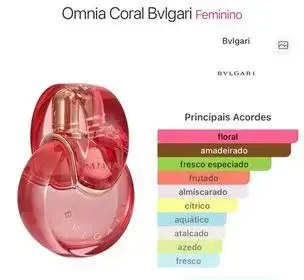 Omnia Coral Bvlgari Feminino
Bvlgari
BVLGARI
Principais Acordes
floral
amadeirado
fresco especiado
frutado
almiscarado
cítrico
aquático
atalcado
azedo
fresco
BVLGARI